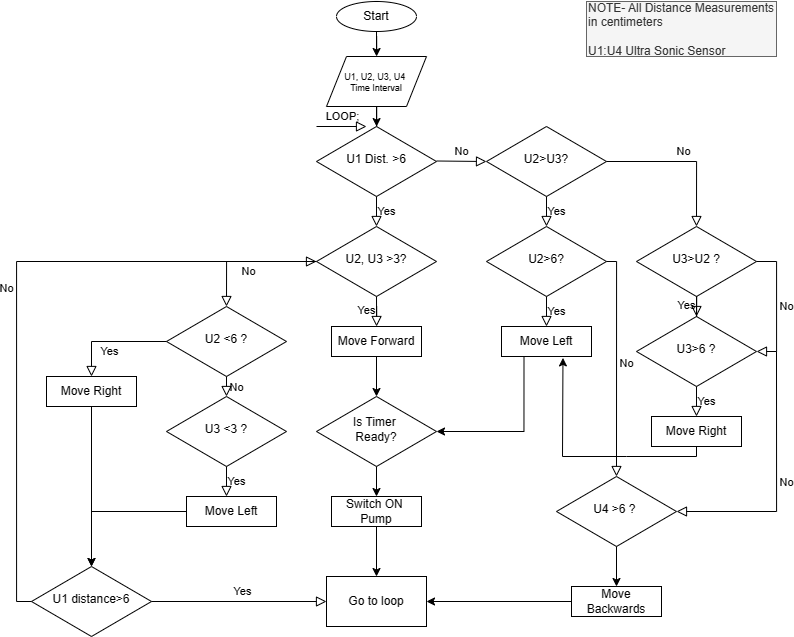 Start
NOTE- All Distance Measurements
in centimeters
U1:U4 Ultra Sonic Sensor
U1, U2, U3, U4
Time Interval
LOOP:
U1 Dist. >6
No
U2>U3?
No
Yes
Yes
U2, U3 >3?
U2>6?
U3>U2 ?
No
No
Yes
Yes
Yes
No
U2 <6 ?
Move Forward
Move Left
U3>6 ?
Yes
No
Move Right
No
Yes
U3 <3 ?
Is Timer
Ready?
Move Right
Yes
No
Move Left
Switch ON
Pump
U4 >6 ?
U1 distance>6
Yes
Go to loop
Move
Backwards